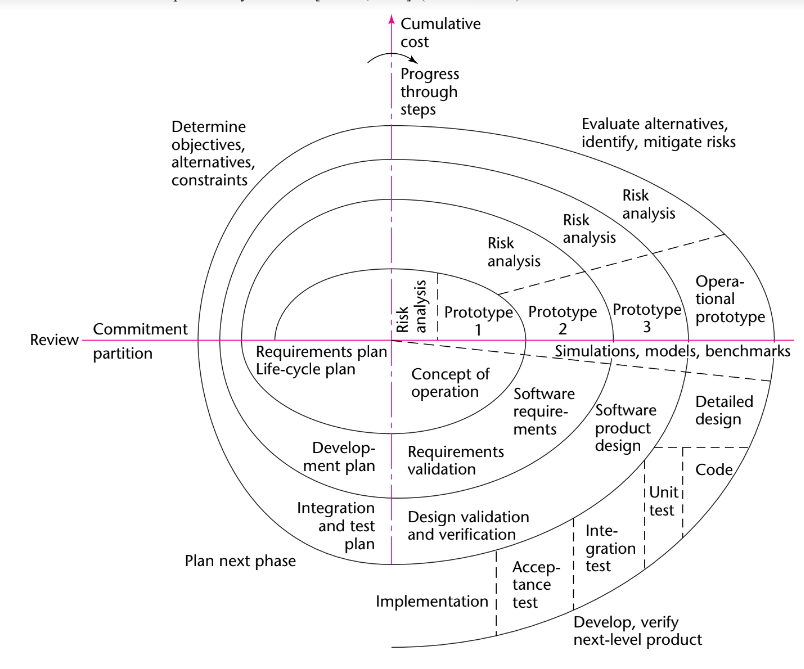 Cumulative
cost
Progress
through
steps
Determine
objectives,
alternatives,
constraints
Evaluate alternatives,
identify, mitigate risks
Risk
analysis
Risk
analysis
Risk
analysis
Risk
analysis
Prototype
1
Prototype
2
Prototype
3
Opera-
tional
prototype
Review
Commitment
partition
Requirements plan
Life-cycle plan
Simulations, models, benchmarks
Concept of
operation
Software
require-
ments
Software
product
design
Detailed
design
Develop-
ment plan
Requirements
validation
Code
Unit
test
Integration
and test
plan
Design validation
and verification
Inte-
gration
test
Plan next phase
Accep-
tance
test
Implementation
Develop, verify
next-level product